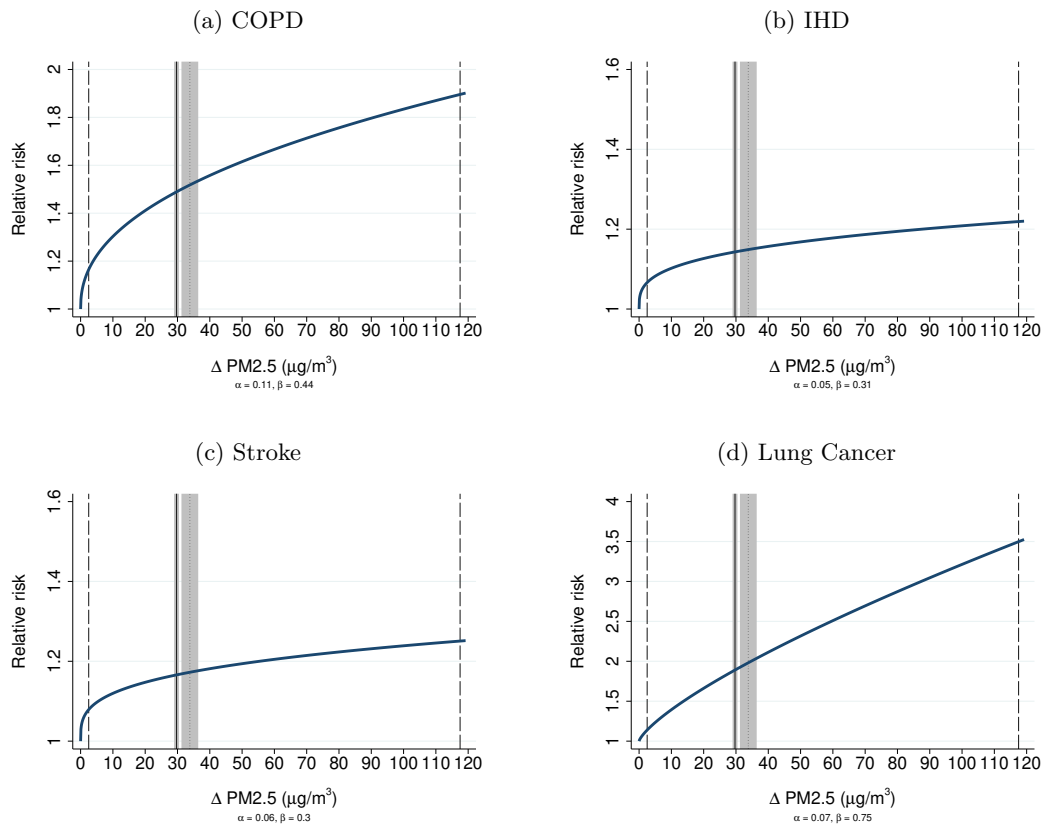 (a) COPD
Relative risk
2
1.8
1.6
1.4
1.2
1
0 10 20 30 40 50 60 70 80 90 100 110 120
Δ PM2.5 (μg/m³)
α = 0.11, β = 0.44
(b) IHD
Relative risk
1.6
1.4
1.2
1
0 10 20 30 40 50 60 70 80 90 100 110 120
Δ PM2.5 (μg/m³)
α = 0.05, β = 0.31
(c) Stroke
Relative risk
1.6
1.4
1.2
1
0 10 20 30 40 50 60 70 80 90 100 110 120
Δ PM2.5 (μg/m³)
α = 0.06, β = 0.3
(d) Lung Cancer
Relative risk
4
3.5
3
2.5
2
1.5
1
0 10 20 30 40 50 60 70 80 90 100 110 120
Δ PM2.5 (μg/m³)
α = 0.07, β = 0.75